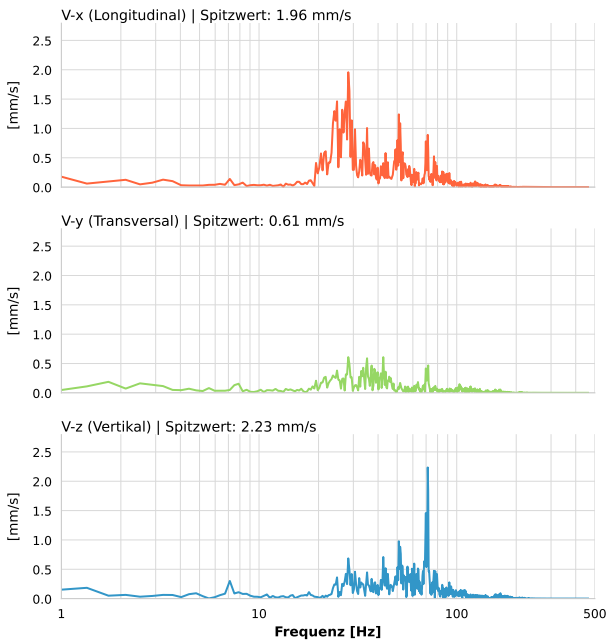 V-x (Longitudinal) | Spitzwert: 1.96 mm/s
2.5
2.0
1.5
1.0
0.5
0.0
[mm/s]
V-y (Transversal) | Spitzwert: 0.61 mm/s
2.5
2.0
1.5
1.0
0.5
0.0
[mm/s]
V-z (Vertikal) | Spitzwert: 2.23 mm/s
2.5
2.0
1.5
1.0
0.5
0.0
[mm/s]
1 10 100 500
Frequenz [Hz]